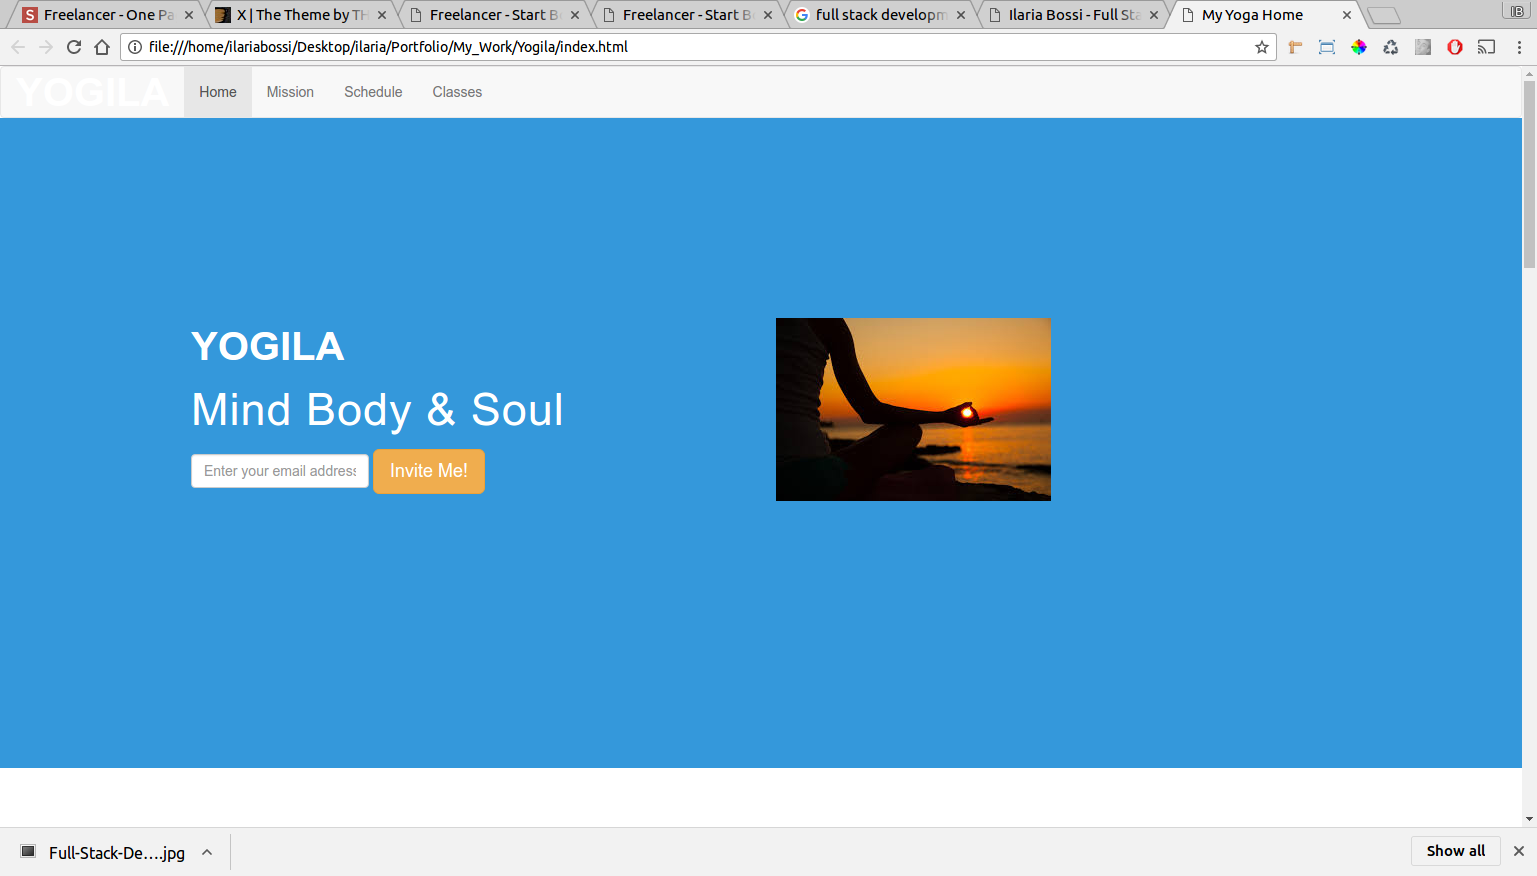 Freelancer - One Pa
X | The Theme by TH
Freelancer - Start B
Freelancer - Start B
full stack developm
Ilaria Bossi - Full Sta
My Yoga Home
IB
file:///home/ilariabossi/Desktop/ilaria/Portfolio/My_Work/Yogila/index.html
YOGILA
Home
Mission
Schedule
Classes
YOGILA
Mind Body & Soul
Enter your email address
Invite Me!
Full-Stack-De....jpg
Show all